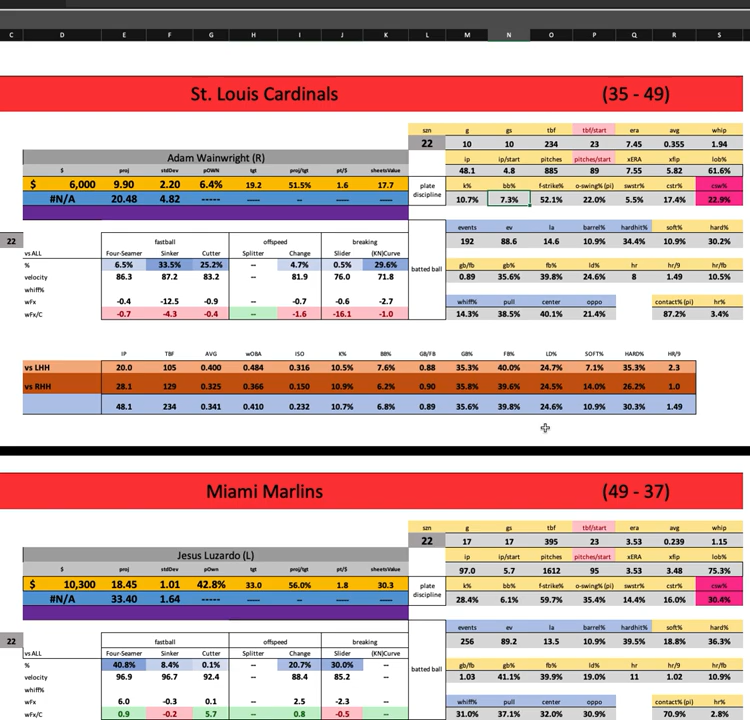 C D E F G H I J K L M N O P Q R S
St. Louis Cardinals (35 - 49)
szn g gs tbf tbf/start era avg whip
22 10 10 234 23 7.45 0.355 1.94
Adam Wainwright (R) ip ip/start pitches pitches/start xERA xfip lob%
$ proj stdDev pOWN tgt proj/tgt pt/$ sheetsValue 48.1 4.8 885 89 7.55 5.82 61.6%
$ 6,000 9.90 2.20 6.4% 19.2 51.5% 1.6 17.7 plate discipline k% bb% f-strike% o-swing% (pi) swstr% cstr% csw%
#N/A 20.48 4.82 ----- ---- -- ---- ---- 10.7% 7.3% 52.1% 22.0% 5.5% 17.4% 22.9%
events ev la barrel% hardhit% soft% hard%
22 fastball offspeed breaking 192 88.6 14.6 10.9% 34.4% 10.9% 30.2%
vs ALL Four-Seamer Sinker Cutter Splitter Change Slider (KN)Curve
% 6.5% 33.5% 25.2% -- 4.7% 0.5% 29.6% batted ball gb/fb gb% fb% ld% hr hr/9 hr/fb
velocity 86.3 87.2 83.2 -- 81.9 76.0 71.8 0.89 35.6% 39.8% 24.6% 8 1.49 10.5%
whiff%
wFx -0.4 -12.5 -0.9 -- -0.7 -0.6 -2.7 whiff% pull center oppo contact% (pi) hr%
wFx/C -0.7 -4.3 -0.4 -- -1.6 -16.1 -1.0 14.3% 38.5% 40.1% 21.4% 87.2% 3.4%
IP TBF AVG wOBA ISO K% BB% GB/FB GB% FB% LD% SOFT% HARD% HR/9
vs LHH 20.0 105 0.400 0.484 0.316 10.5% 7.6% 0.88 35.3% 40.0% 24.7% 7.1% 35.3% 2.3
vs RHH 28.1 129 0.325 0.366 0.150 10.9% 6.2% 0.90 35.8% 39.6% 24.5% 14.0% 26.2% 1.0
48.1 234 0.341 0.410 0.232 10.7% 6.8% 0.89 35.6% 39.8% 24.6% 10.9% 30.3% 1.49
Miami Marlins (49 - 37)
szn g gs tbf tbf/start era avg whip
22 17 17 395 23 3.53 0.239 1.15
Jesus Luzardo (L) ip ip/start pitches pitches/start xERA xfip lob%
$ proj stdDev pOwn tgt proj/tgt pt/$ sheetsValue 97.0 5.7 1612 95 3.53 3.48 75.3%
$ 10,300 18.45 1.01 42.8% 33.0 56.0% 1.8 30.3 plate discipline k% bb% f-strike% o-swing% (pi) swstr% cstr% csw%
#N/A 33.40 1.64 ----- ---- -- ---- ---- 28.4% 6.1% 59.7% 35.4% 14.4% 16.0% 30.4%
events ev la barrel% hardhit% soft% hard%
22 fastball offspeed breaking 256 89.2 13.5 10.9% 39.5% 18.8% 36.3%
vs ALL Four-Seamer Sinker Cutter Splitter Change Slider (KN)Curve
% 40.8% 8.4% 0.1% -- 20.7% 30.0% -- batted ball gb/fb gb% fb% ld% hr hr/9 hr/fb
velocity 96.9 96.7 92.4 -- 88.4 85.2 -- 1.03 41.1% 39.9% 19.0% 11 1.02 10.9%
whiff%
wFx 6.0 -0.3 0.1 -- 2.5 -2.3 -- whiff% pull center oppo contact% (pi) hr%
wFx/C 0.9 -0.2 5.7 -- 0.8 -0.5 -- 31.0% 37.1% 32.0% 30.9% 70.9% 2.8%